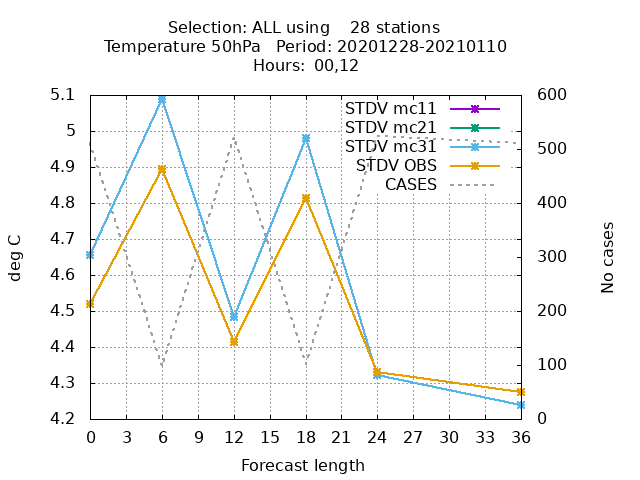 Selection: ALL using    28 stations
Temperature 50hPa   Period: 20201228-20210110
Hours:  00,12
STDV mc11
STDV mc21
STDV mc31
STDV OBS
CASES
deg C
5.1
5
4.9
4.8
4.7
4.6
4.5
4.4
4.3
4.2
600
500
400
300
200
100
0
No cases
0 3 6 9 12 15 18 21 24 27 30 33 36
Forecast length